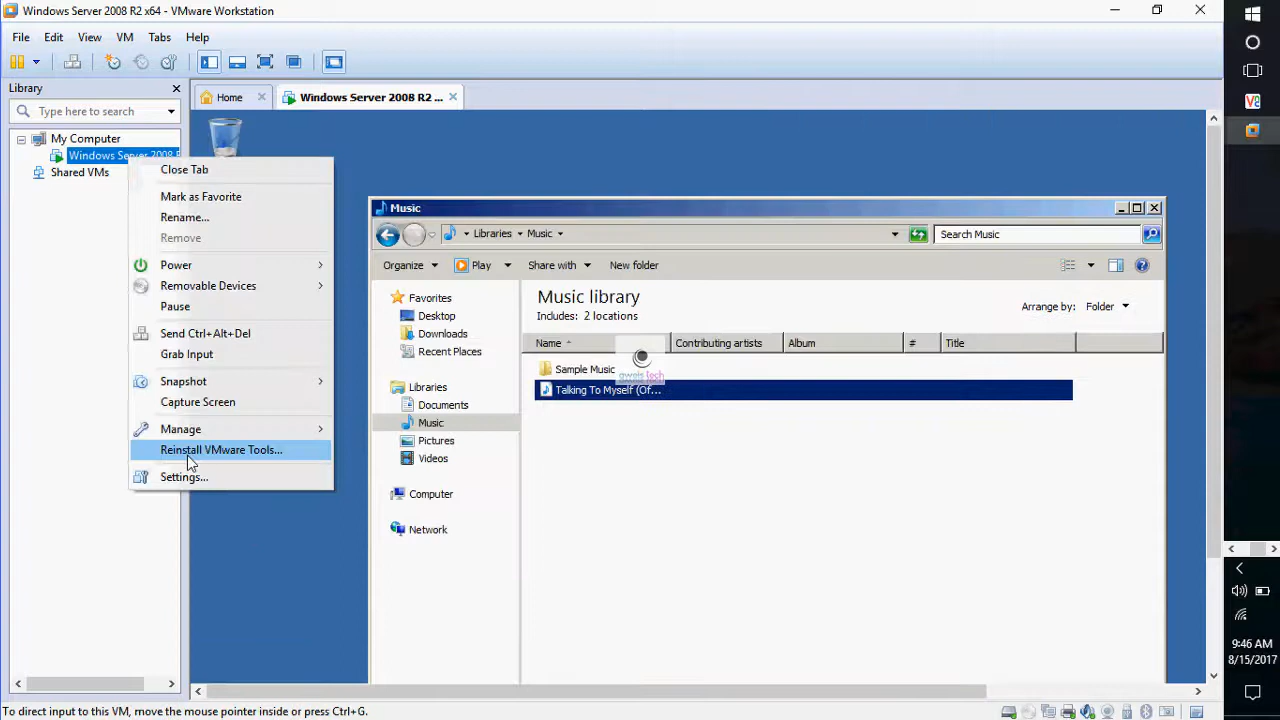 Windows Server 2008 R2 x64 - VMware Workstation
File Edit View VM Tabs Help
Library
Home
Windows Server 2008 R2 ...
Type here to search
My Computer
Windows Server 2008 R
Shared VMs
Close Tab
Mark as Favorite
Rename...
Remove
Power
Removable Devices
Pause
Send Ctrl+Alt+Del
Grab Input
Snapshot
Capture Screen
Manage
Reinstall VMware Tools...
Settings...
Music
Libraries Music
Search Music
Organize Play Share with New folder
Favorites
Desktop
Downloads
Recent Places
Libraries
Documents
Music
Pictures
Videos
Computer
Network
Music library
Includes: 2 locations
Arrange by: Folder
Name Contributing artists Album # Title
Sample Music
Talking To Myself (Of...
9:46 AM
8/15/2017
To direct input to this VM, move the mouse pointer inside or press Ctrl+G.